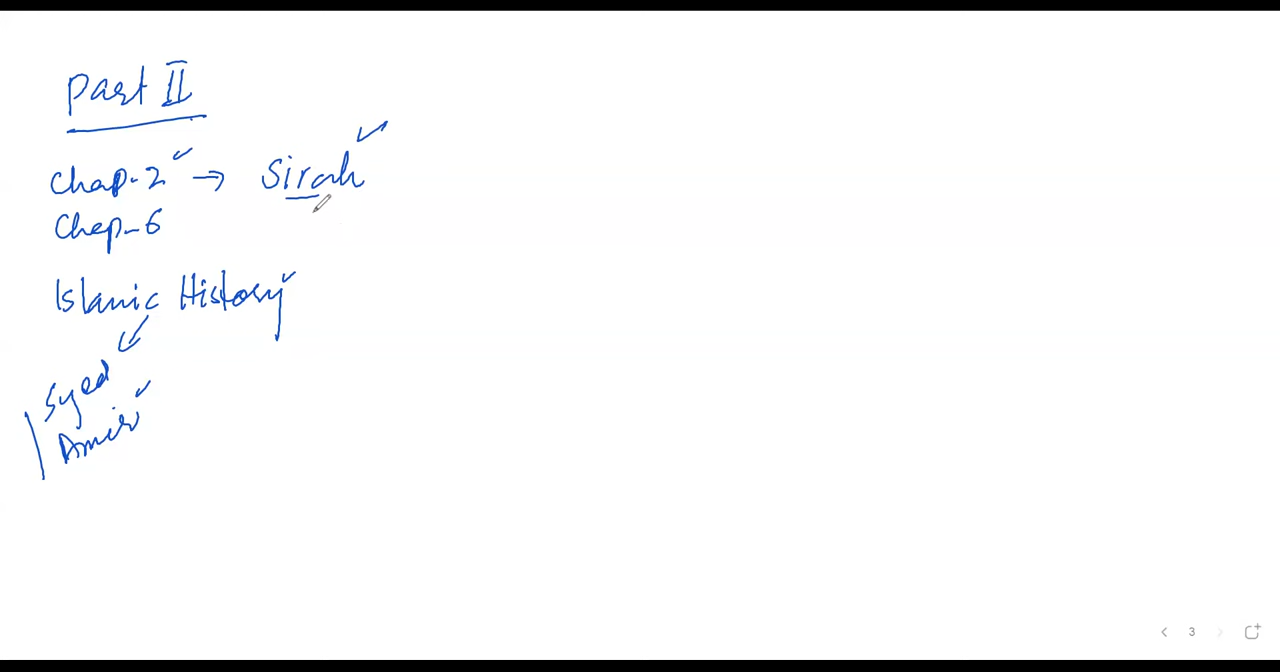 Part II
Chap-2 → Sirah
Chap-6
Islamic History
Syed
Amir
3